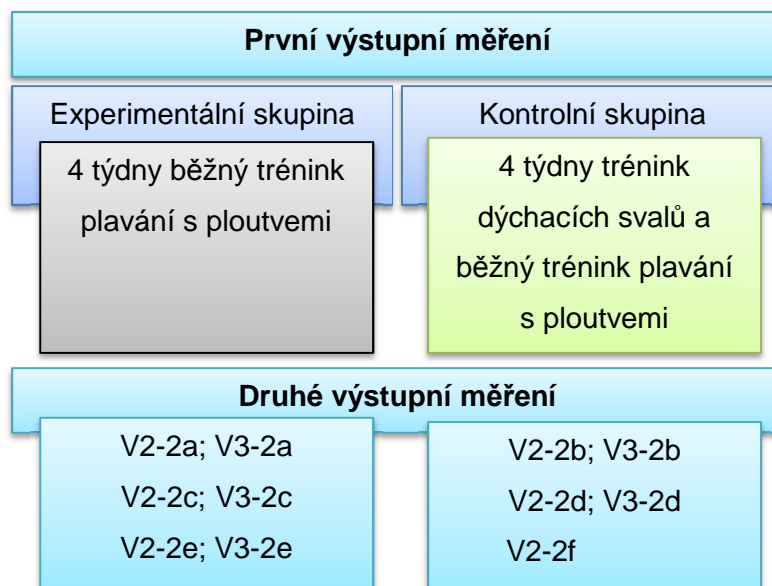 První výstupní měření
Experimentální skupina
4 týdny běžný trénink
plavání s ploutvemi
Kontrolní skupina
4 týdny trénink
dýchacích svalů a
běžný trénink plavání
s ploutvemi
Druhé výstupní měření
V2-2a; V3-2a
V2-2c; V3-2c
V2-2e; V3-2e
V2-2b; V3-2b
V2-2d; V3-2d
V2-2f